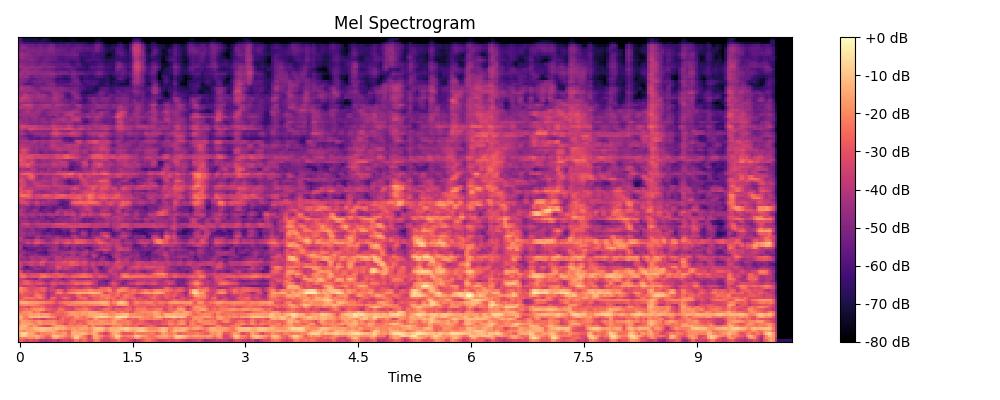 Mel Spectrogram
+0 dB
-10 dB
-20 dB
-30 dB
-40 dB
-50 dB
-60 dB
-70 dB
-80 dB
0 1.5 3 4.5 6 7.5 9
Time